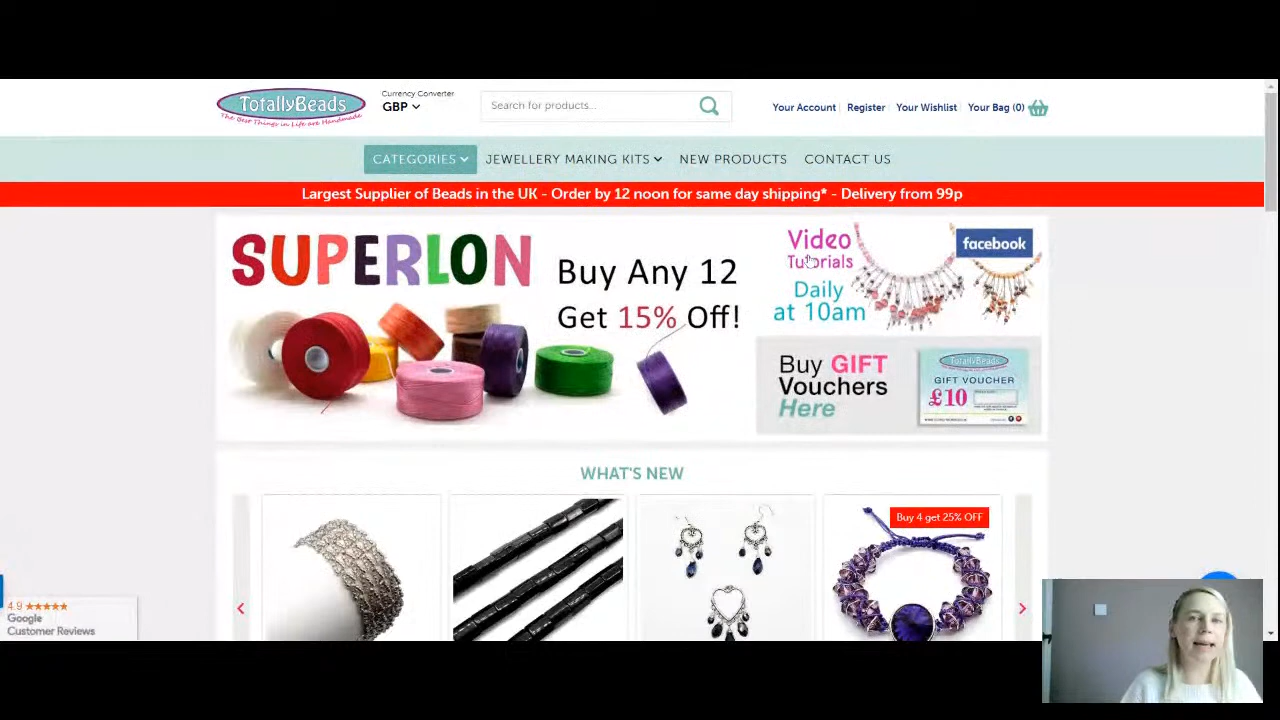 TotallyBeads
The Best Things in Life are Handmade
Currency Converter
GBP
Search for products...
Your Account
Register
Your Wishlist
Your Bag (0)
CATEGORIES
JEWELLERY MAKING KITS
NEW PRODUCTS
CONTACT US
Largest Supplier of Beads in the UK - Order by 12 noon for same day shipping* - Delivery from 99p
SUPERLON
Buy Any 12
Get 15% Off!
Video
Tutorials
Daily
at 10am
facebook
Buy GIFT
Vouchers
Here
TotallyBeads
GIFT VOUCHER
£10
WHAT'S NEW
Buy 4 get 25% OFF
4.9
Google
Customer Reviews